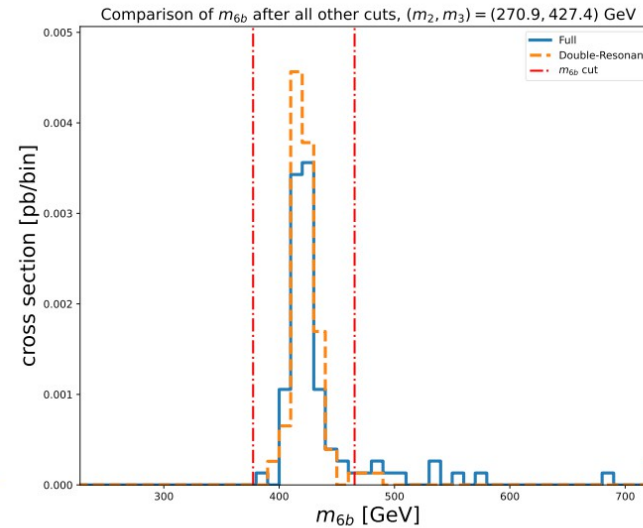 Comparison of m6b after all other cuts, (m2, m3) = (270.9, 427.4) GeV
Full
Double-Resonan
m6b cut
cross section [pb/bin]
0.005
0.004
0.003
0.002
0.001
0.000
300
400
500
600
700
m6b [GeV]